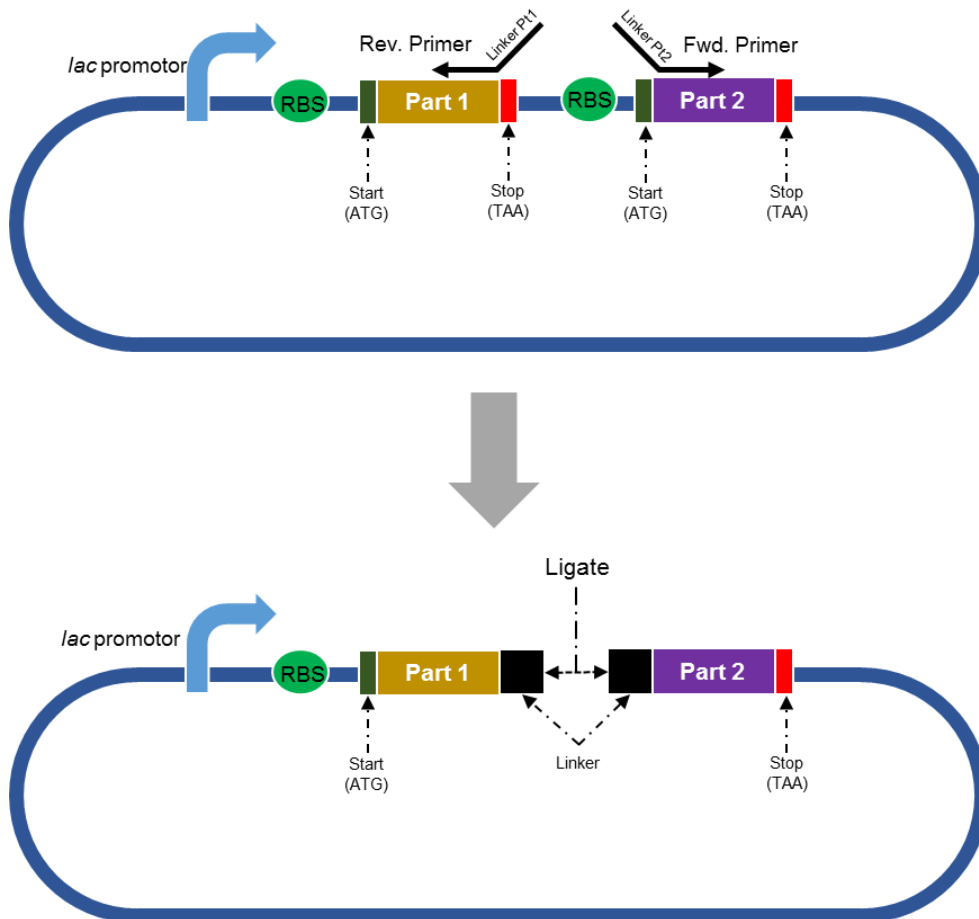 Rev. Primer
Linker Pt1
Linker Pt2
Fwd. Primer
lac promotor
RBS
Part 1
RBS
Part 2
Start
(ATG)
Stop
(TAA)
Start
(ATG)
Stop
(TAA)
Ligate
lac promotor
RBS
Part 1
Part 2
Start
(ATG)
Linker
Stop
(TAA)